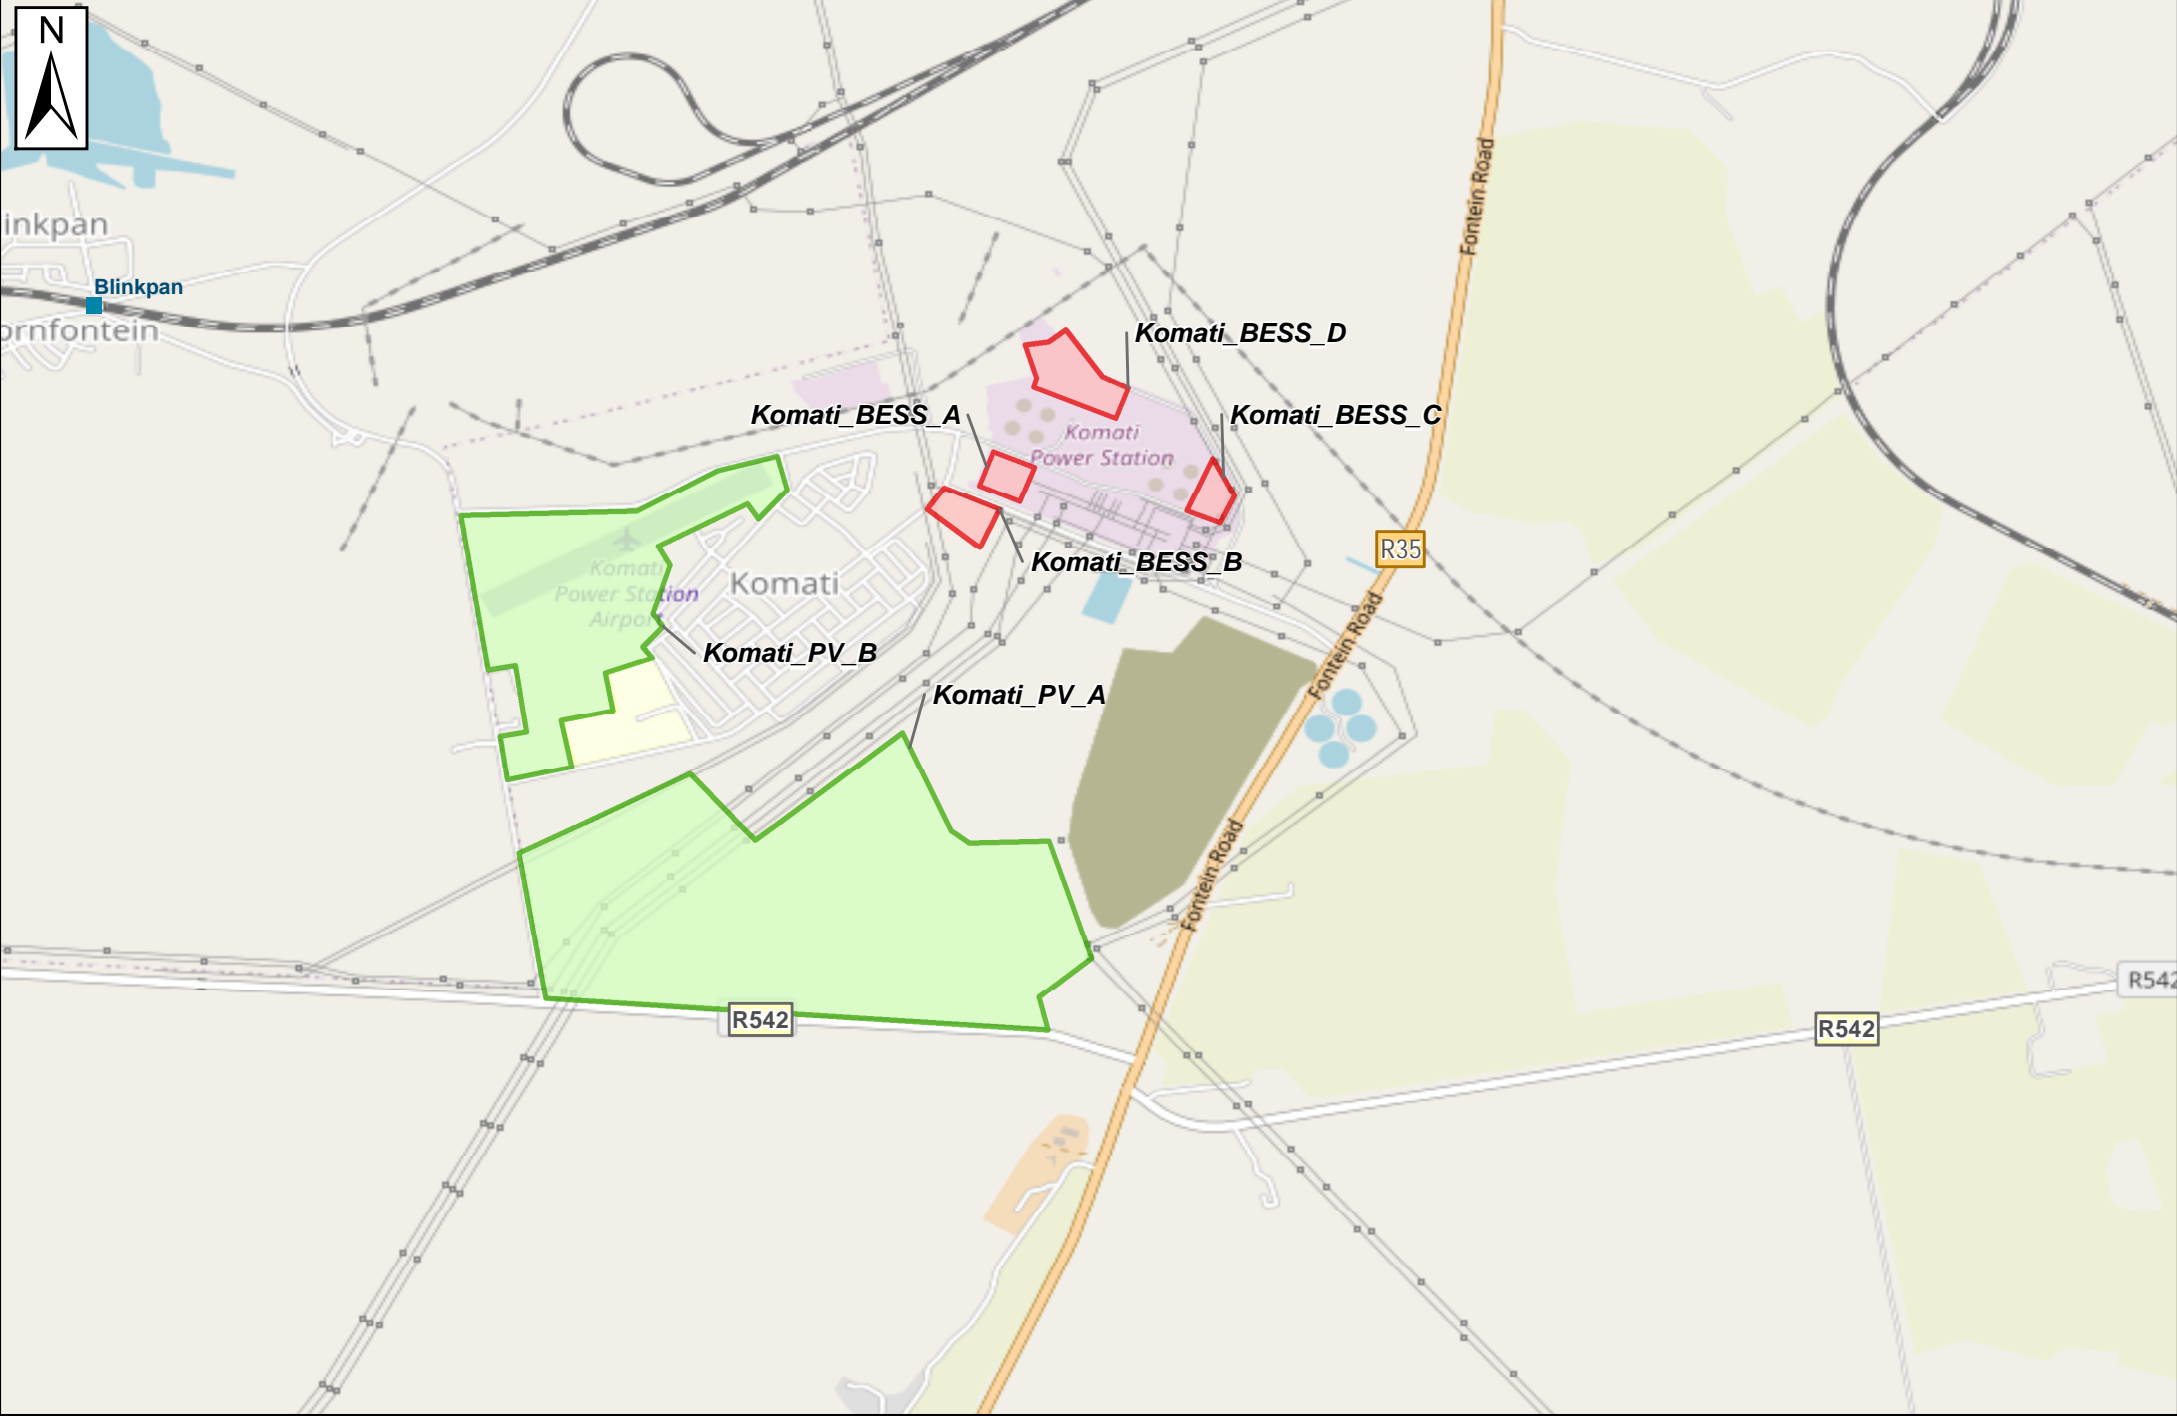 N
inkpan
Blinkpan
ornfontein
Fontein Road
Komati_BESS_D
Komati_BESS_A
Komati_BESS_C
Komati
Power Station
R35
Komati_BESS_B
Komati
Power Station
Airport
Komati
Fontein Road
Komati_PV_B
Komati_PV_A
Fontein Road
R542
R542
R542